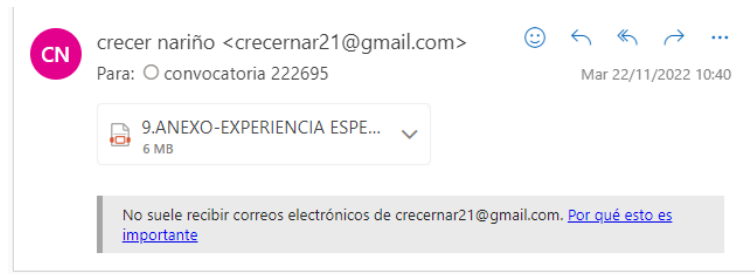 CN
crecer nariño <crecernar21@gmail.com>
Para: convocatoria 222695
Mar 22/11/2022 10:40
9.ANEXO-EXPERIENCIA ESPE...
6 MB
No suele recibir correos electrónicos de crecernar21@gmail.com. Por qué esto es
importante